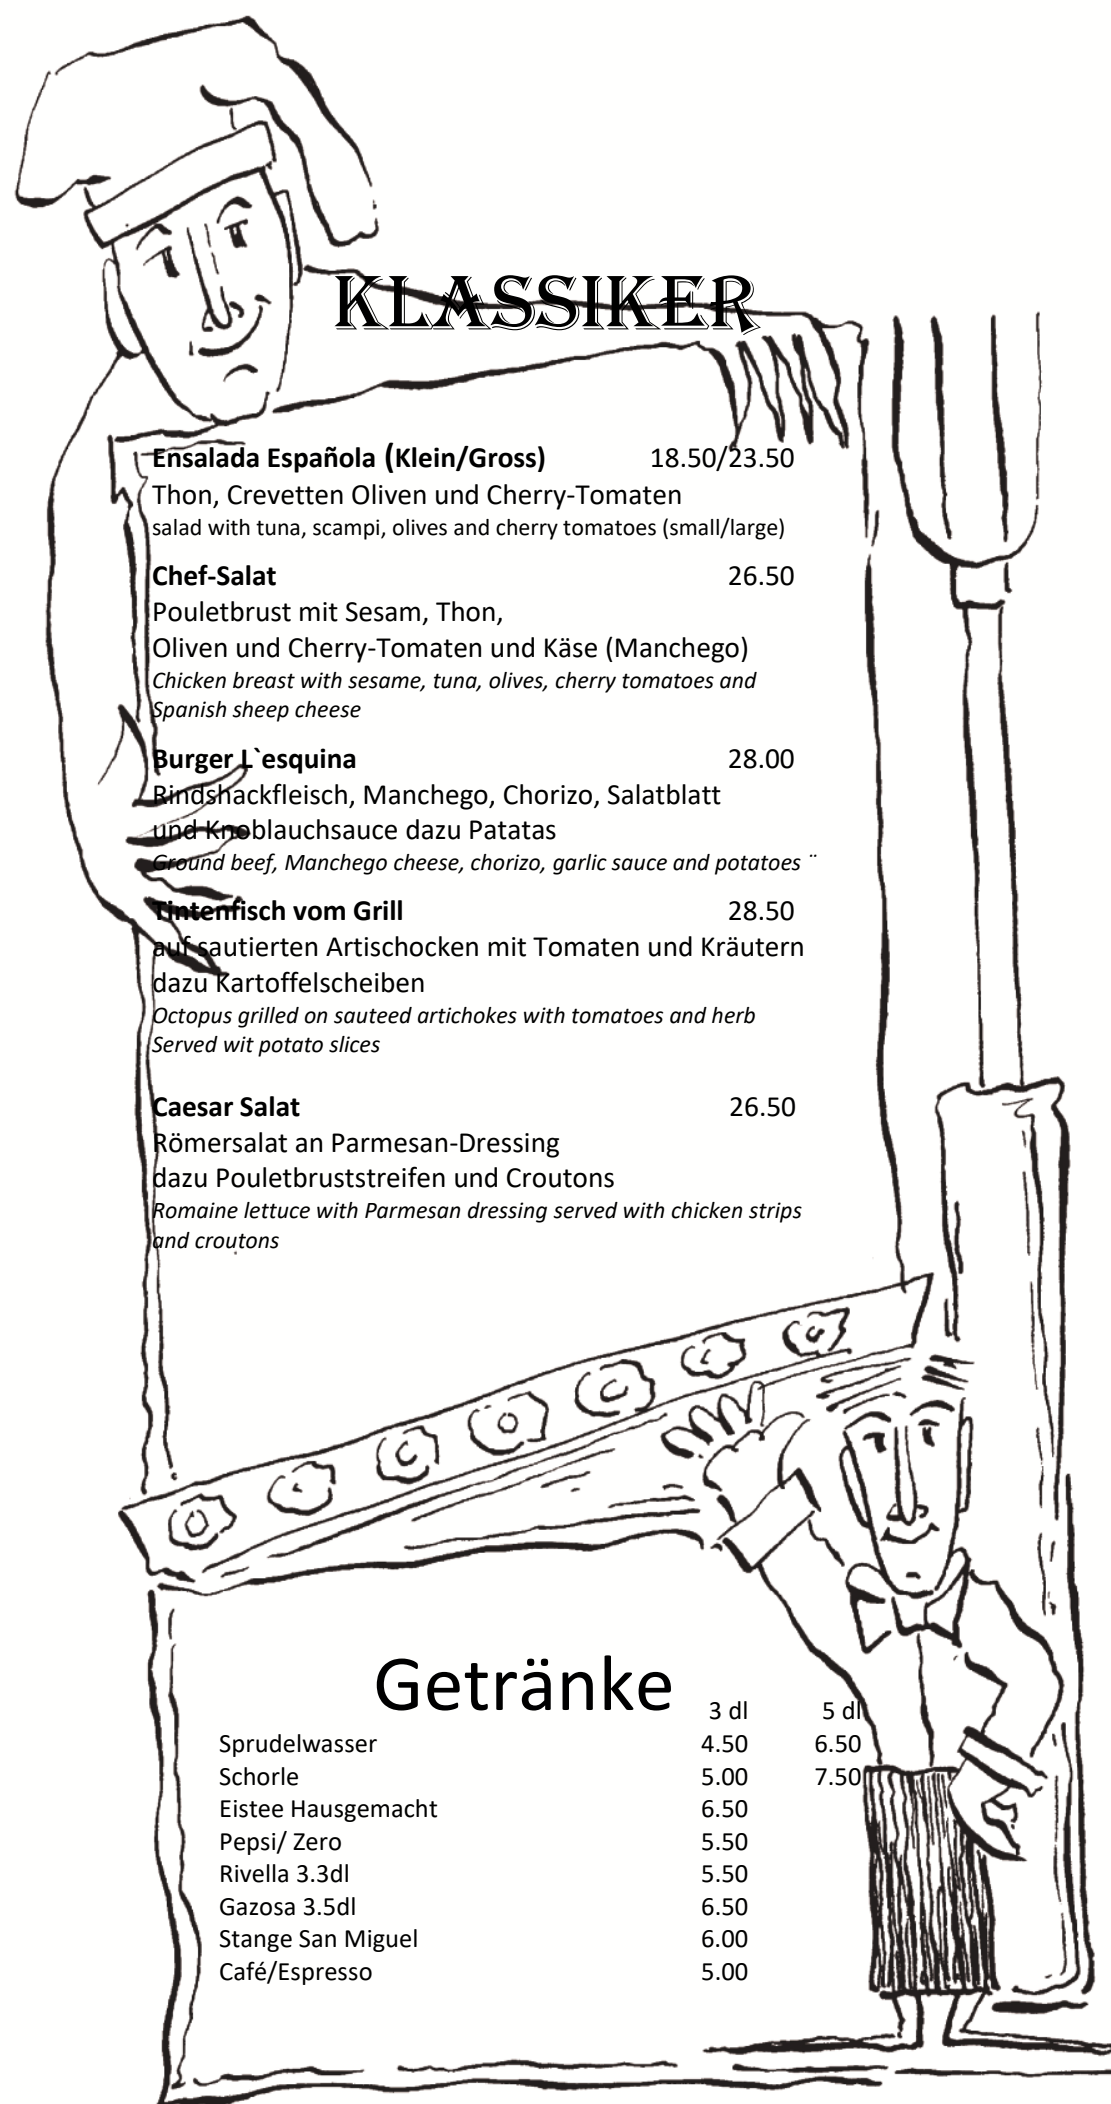 KLASSIKER
Ensalada Española (Klein/Gross) 18.50/23.50
Thon, Crevetten Oliven und Cherry-Tomaten
salad with tuna, scampi, olives and cherry tomatoes (small/large)
Chef-Salat 26.50
Pouletbrust mit Sesam, Thon,
Oliven und Cherry-Tomaten und Käse (Manchego)
Chicken breast with sesame, tuna, olives, cherry tomatoes and
Spanish sheep cheese
Burger L`esquina 28.00
Rindshackfleisch, Manchego, Chorizo, Salatblatt
und Knoblauchsauce dazu Patatas
Ground beef, Manchego cheese, chorizo, garlic sauce and potatoes ¨
Tintenfisch vom Grill 28.50
auf sautierten Artischocken mit Tomaten und Kräutern
dazu Kartoffelscheiben
Octopus grilled on sauteed artichokes with tomatoes and herb
Served wit potato slices
Caesar Salat 26.50
Römersalat an Parmesan-Dressing
dazu Pouletbruststreifen und Croutons
Romaine lettuce with Parmesan dressing served with chicken strips
and croutons
Getränke
3 dl 5 dl
Sprudelwasser 4.50 6.50
Schorle 5.00 7.50
Eistee Hausgemacht 6.50
Pepsi/ Zero 5.50
Rivella 3.3dl 5.50
Gazosa 3.5dl 6.50
Stange San Miguel 6.00
Café/Espresso 5.00